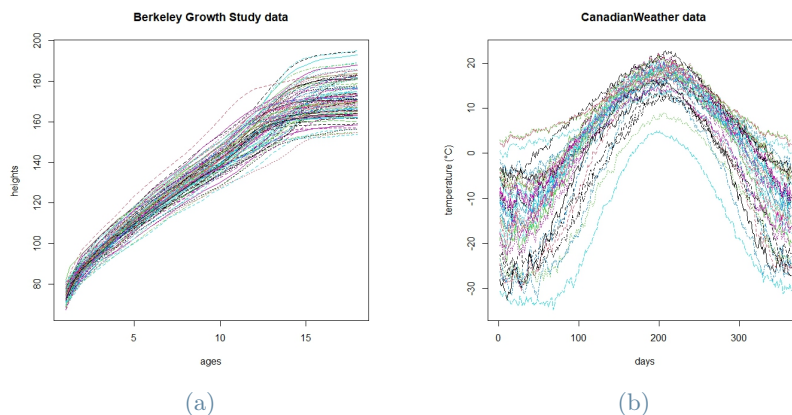 Berkeley Growth Study data
heights
200
180
160
140
120
100
80
5
10
15
ages
(a)
CanadianWeather data
temperature (°C)
20
10
0
-10
-20
-30
0
100
200
300
days
(b)